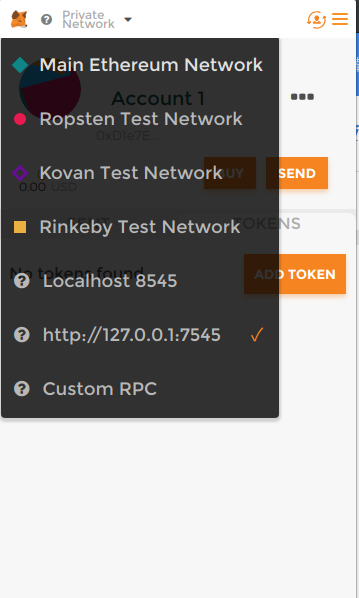 Private
Network
Main Ethereum Network
Account 1
Ropsten Test Network
0xD1e7E...
Kovan Test Network
BUY
SEND
0.00 USD
Rinkeby Test Network
TOKENS
Localhost 8545
No tokens found
ADD TOKEN
http://127.0.0.1:7545
Custom RPC